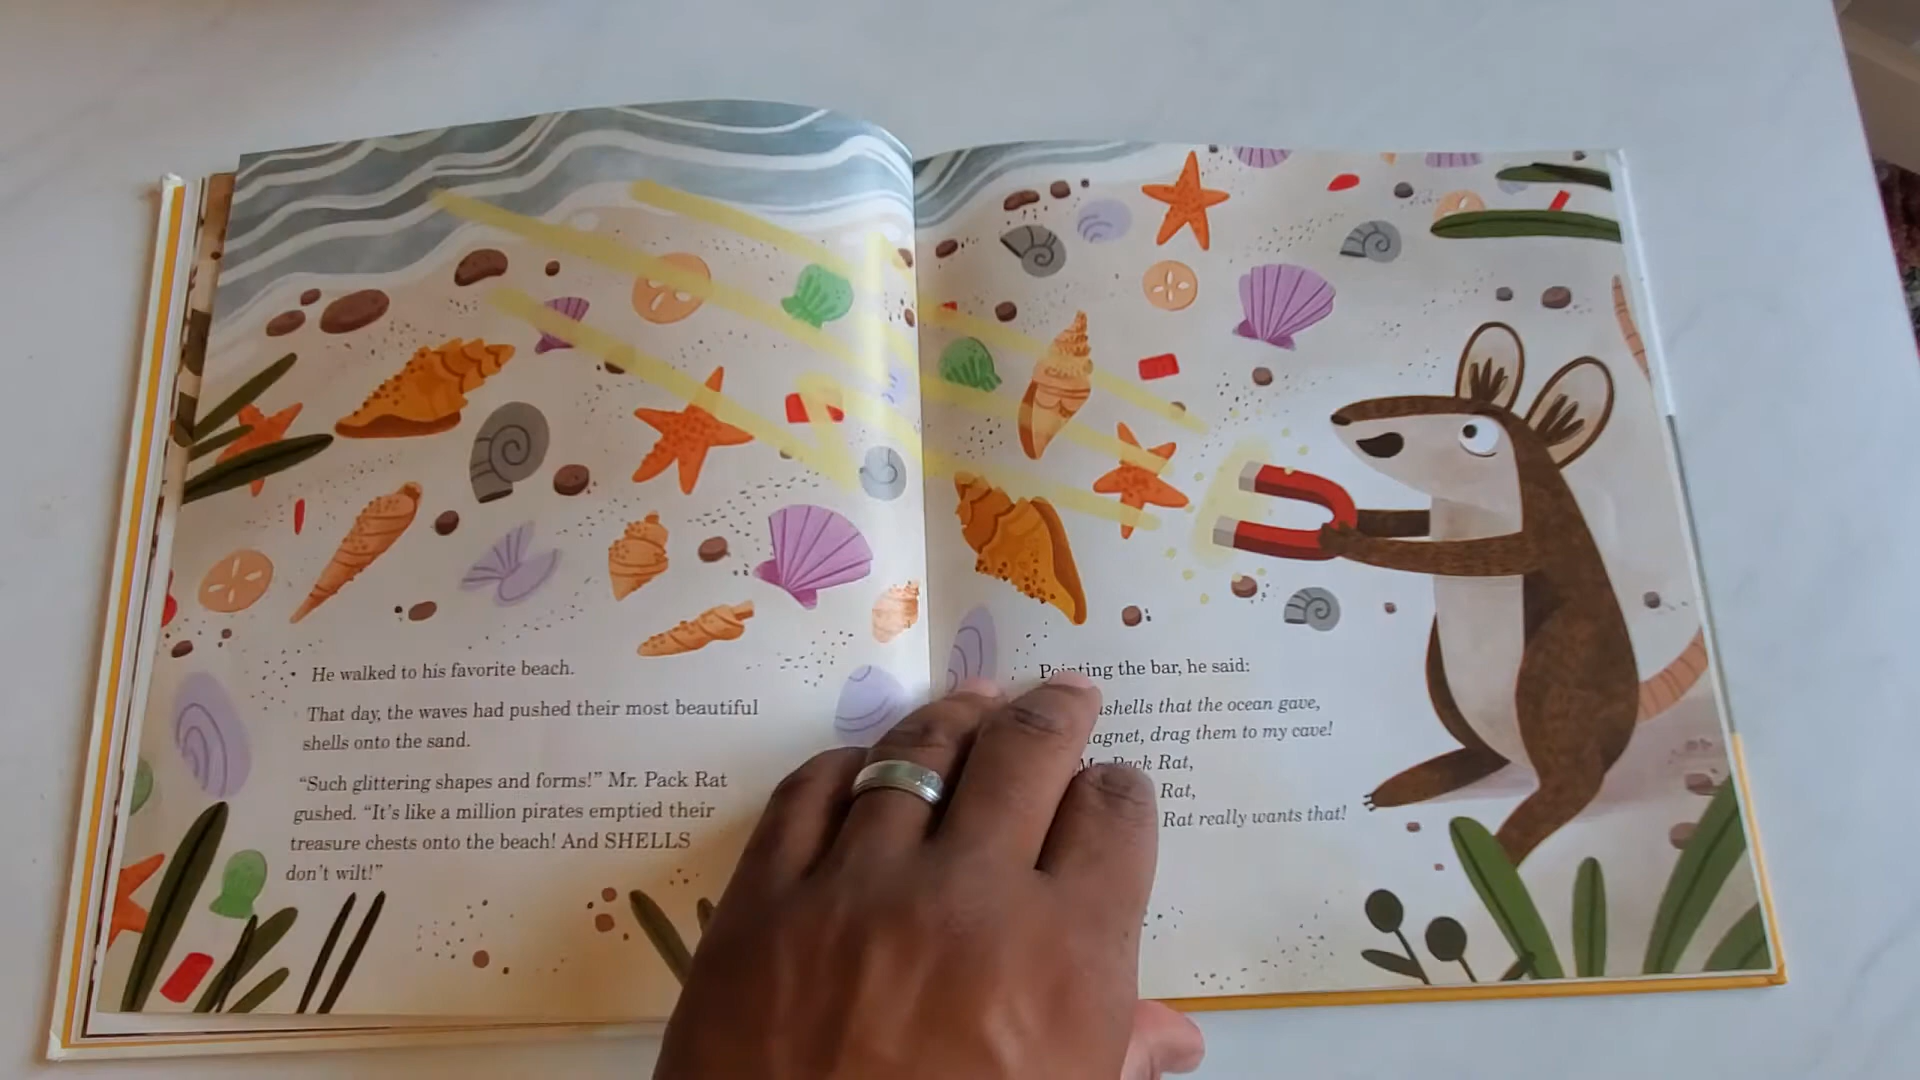 He walked to his favorite beach.
That day, the waves had pushed their most beautiful
shells onto the sand.
“Such glittering shapes and forms!” Mr. Pack Rat
gushed. “It’s like a million pirates emptied their
treasure chests onto the beach! And SHELLS
don’t wilt!”
Pointing the bar, he said:
that the ocean gave,
drag them to my cave!
Mr. Pack Rat,
Rat,
Rat really wants that!